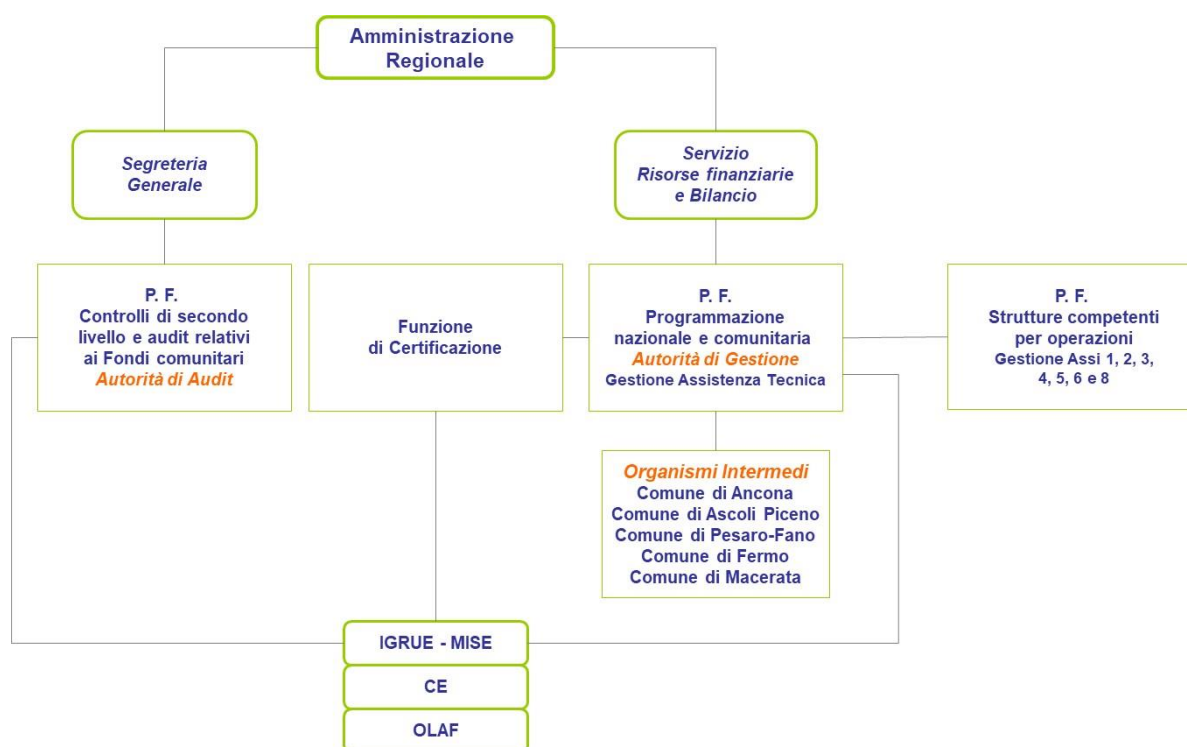 Amministrazione
Regionale
Segreteria
Generale
Servizio
Risorse finanziarie
e Bilancio
P. F.
Controlli di secondo
livello e audit relativi
ai Fondi comunitari
Autorità di Audit
Funzione
di Certificazione
P. F.
Programmazione
nazionale e comunitaria
Autorità di Gestione
Gestione Assistenza Tecnica
P. F.
Strutture competenti
per operazioni
Gestione Assi 1, 2, 3,
4, 5, 6 e 8
Organismi Intermedi
Comune di Ancona
Comune di Ascoli Piceno
Comune di Pesaro-Fano
Comune di Fermo
Comune di Macerata
IGRUE - MISE
CE
OLAF